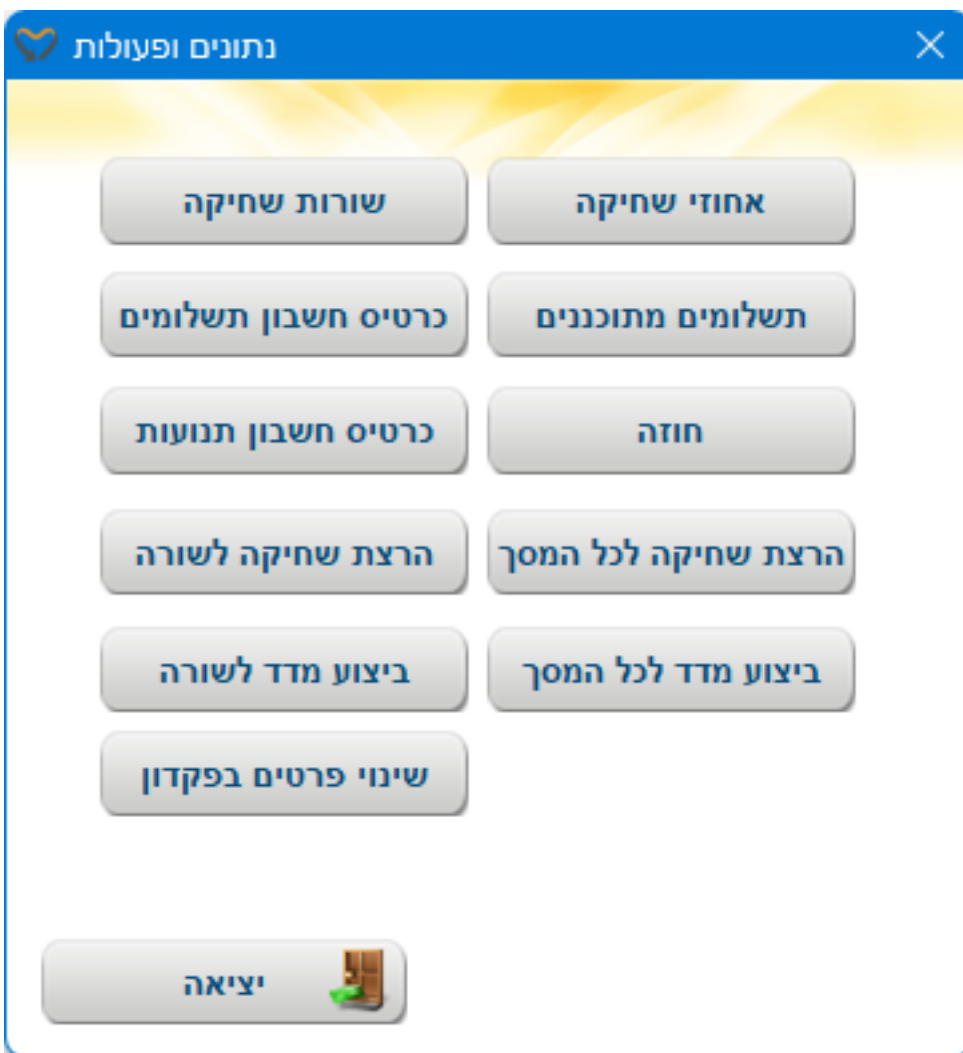 נתונים ופעולות
אחוזי שחיקה
שורות שחיקה
תשלומים מתוכננים
כרטיס חשבון תשלומים
חוזה
כרטיס חשבון תנועות
הרצת שחיקה לכל המסך
הרצת שחיקה לשורה
ביצוע מדד לכל המסך
ביצוע מדד לשורה
שינוי פרטים בפקדון
יציאה